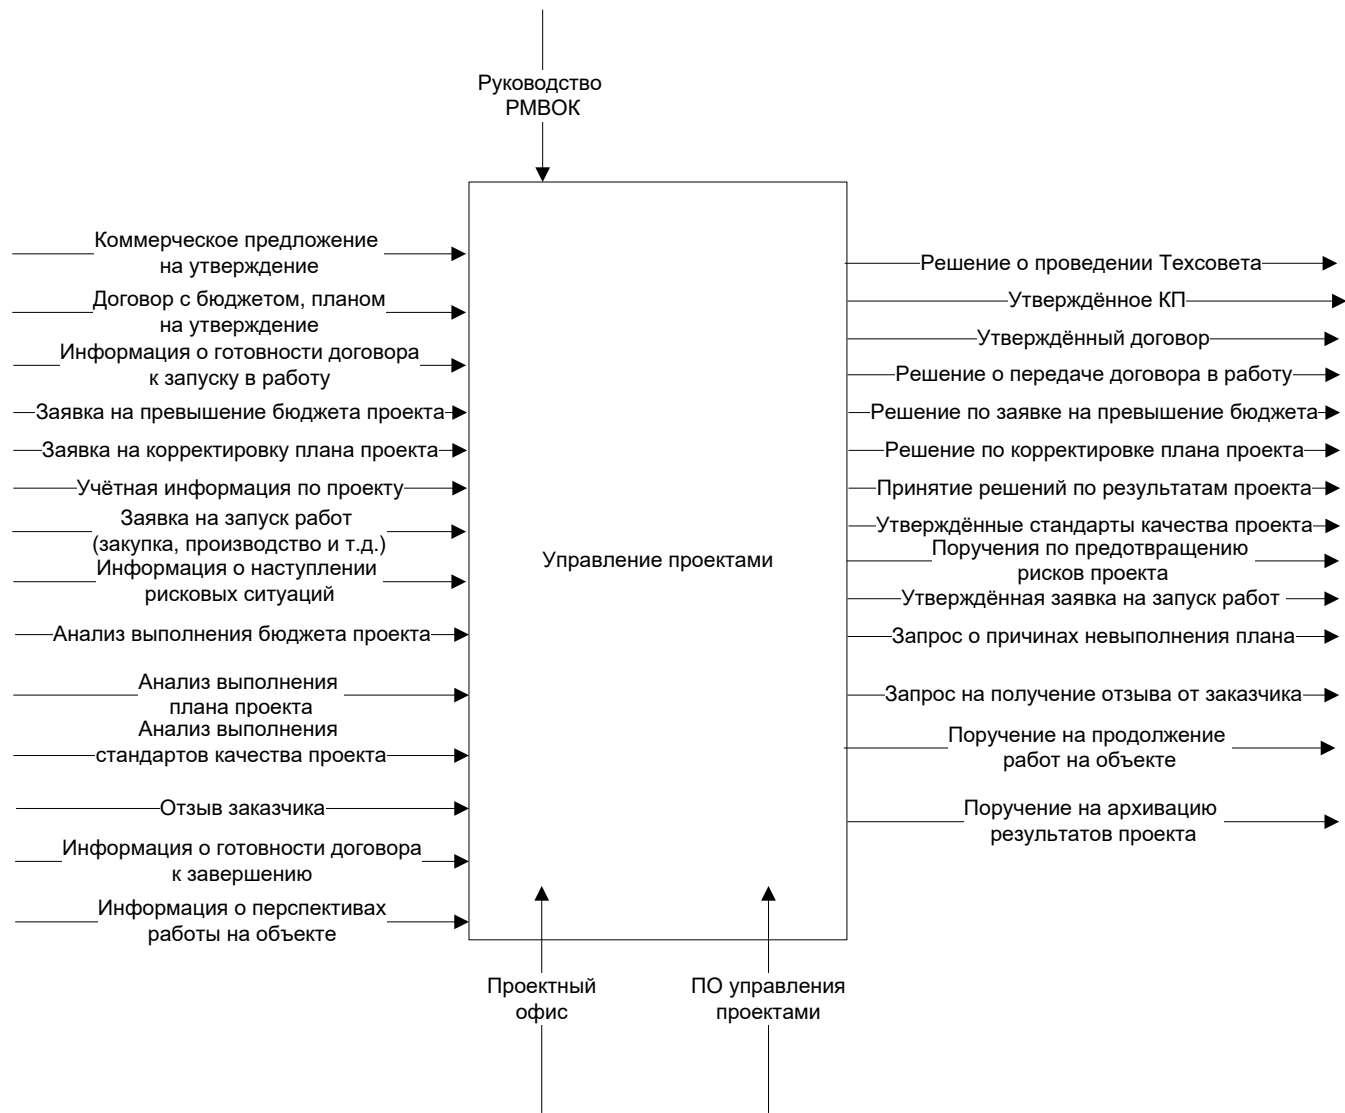 Руководство
PMBOK
Коммерческое предложение
на утверждение
Договор с бюджетом, планом
на утверждение
Информация о готовности договора
к запуску в работу
Заявка на превышение бюджета проекта
Заявка на корректировку плана проекта
Учётная информация по проекту
Заявка на запуск работ
(закупка, производство и т.д.)
Информация о наступлении
рисковых ситуаций
Анализ выполнения бюджета проекта
Анализ выполнения
плана проекта
Анализ выполнения
стандартов качества проекта
Отзыв заказчика
Информация о готовности договора
к завершению
Информация о перспективах
работы на объекте
Управление проектами
Решение о проведении Техсовета
Утверждённое КП
Утверждённый договор
Решение о передаче договора в работу
Решение по заявке на превышение бюджета
Решение по корректировке плана проекта
Принятие решений по результатам проекта
Утверждённые стандарты качества проекта
Поручения по предотвращению
рисков проекта
Утверждённая заявка на запуск работ
Запрос о причинах невыполнения плана
Запрос на получение отзыва от заказчика
Поручение на продолжение
работ на объекте
Поручение на архивацию
результатов проекта
Проектный
офис
ПО управления
проектами